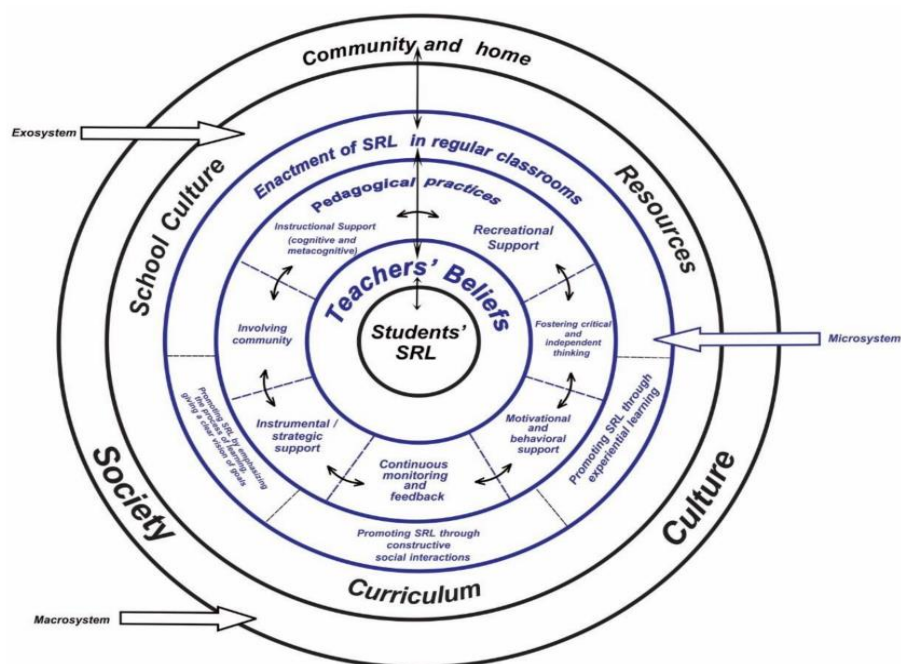 Community and home
Exosystem
Enactment of SRL in regular classrooms
School Culture
Resources
Pedagogical practices
Instructional Support
(cognitive and
metacognitive)
Recreational
Support
Teachers' Beliefs
Students'
SRL
Involving
community
Fostering critical
and
independent
thinking
Microsystem
Promoting SRL by emphasizing
the process of learning,
giving a clear vision of goals
Instrumental /
strategic
support
Motivational
and
behavioral
support
Promoting SRL through
experiential learning
Continuous
monitoring
and
feedback
Society
Culture
Promoting SRL through
constructive
social interactions
Curriculum
Macrosystem